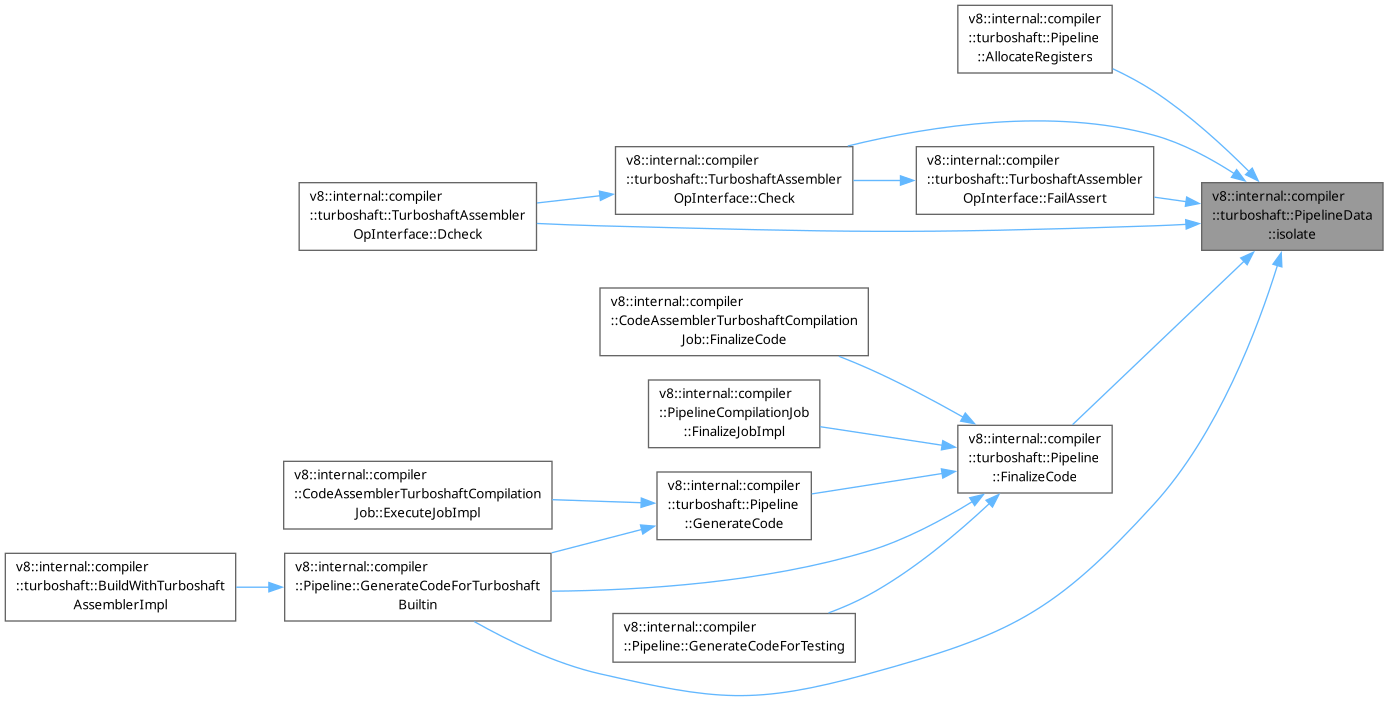 v8::internal::compiler
::turboshaft::Pipeline
::AllocateRegisters
v8::internal::compiler
::turboshaft::TurboshaftAssembler
OpInterface::Check
v8::internal::compiler
::turboshaft::TurboshaftAssembler
OpInterface::FailAssert
v8::internal::compiler
::turboshaft::TurboshaftAssembler
OpInterface::Dcheck
v8::internal::compiler
::turboshaft::PipelineData
::isolate
v8::internal::compiler
::CodeAssemblerTurboshaftCompilation
Job::FinalizeCode
v8::internal::compiler
::PipelineCompilationJob
::FinalizeJobImpl
v8::internal::compiler
::turboshaft::Pipeline
::FinalizeCode
v8::internal::compiler
::CodeAssemblerTurboshaftCompilation
Job::ExecuteJobImpl
v8::internal::compiler
::turboshaft::Pipeline
::GenerateCode
v8::internal::compiler
::turboshaft::BuildWithTurboshaft
AssemblerImpl
v8::internal::compiler
::Pipeline::GenerateCodeForTurboshaft
Builtin
v8::internal::compiler
::Pipeline::GenerateCodeForTesting